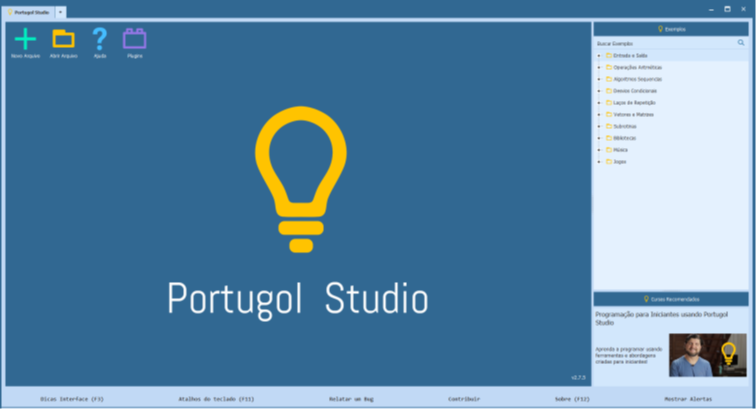 Portugol Studio
Novo Arquivo
Abrir Arquivo
Ajuda
Plugins
Portugol Studio
v2.7.5
Exemplos
Buscar Exemplo:
Entrada e Saída
Operações Aritméticas
Algoritmos Sequenciais
Desvios Condicionais
Laços de Repetição
Vetores e Matrizes
Subrotinas
Bibliotecas
Música
Jogos
Cursos Recomendados
Programação para Iniciantes usando Portugol
Studio
Aprenda a programar usando
ferramentas e abordagens
criadas para iniciantes!
Dicas Interface (F3)
Atalhos do teclado (F11)
Relatar um Bug
Contribuir
Sobre (F12)
Mostrar Alertas